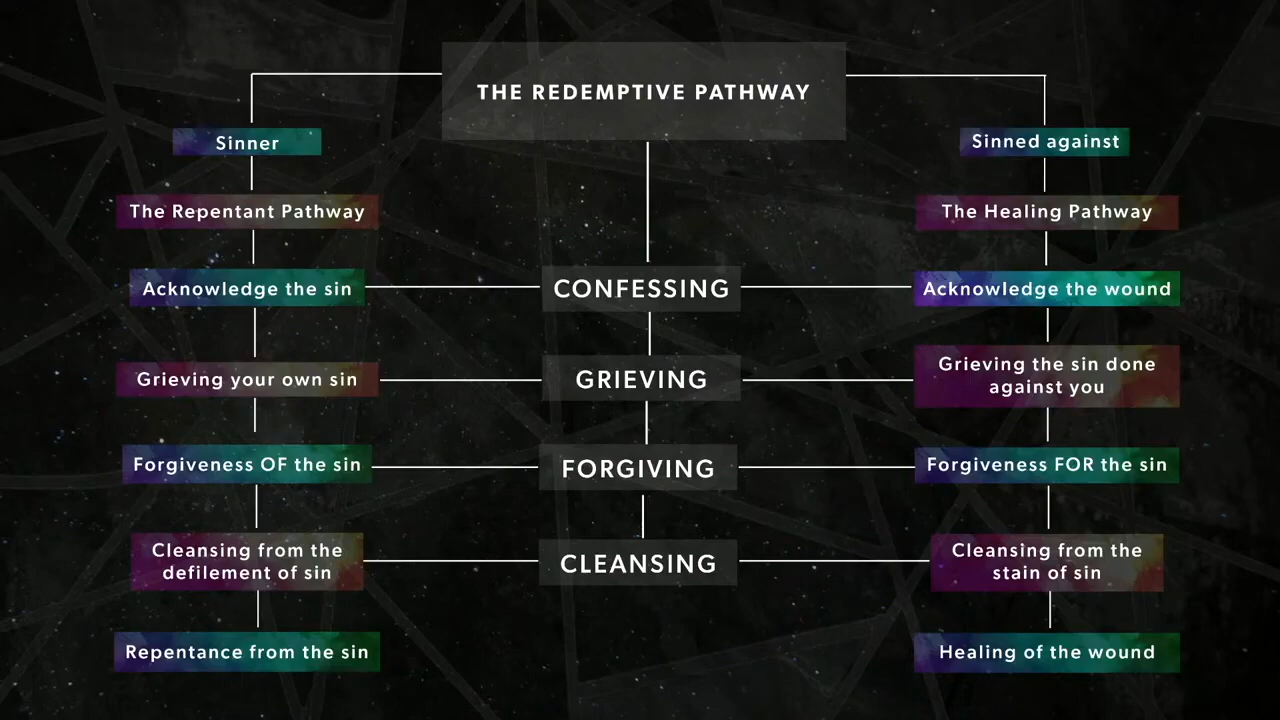 THE REDEMPTIVE PATHWAY
Sinner
Sinned against
The Repentant Pathway
The Healing Pathway
Acknowledge the sin
CONFESSING
Acknowledge the wound
Grieving your own sin
GRIEVING
Grieving the sin done
against you
Forgiveness OF the sin
FORGIVING
Forgiveness FOR the sin
Cleansing from the
defilement of sin
CLEANSING
Cleansing from the
stain of sin
Repentance from the sin
Healing of the wound